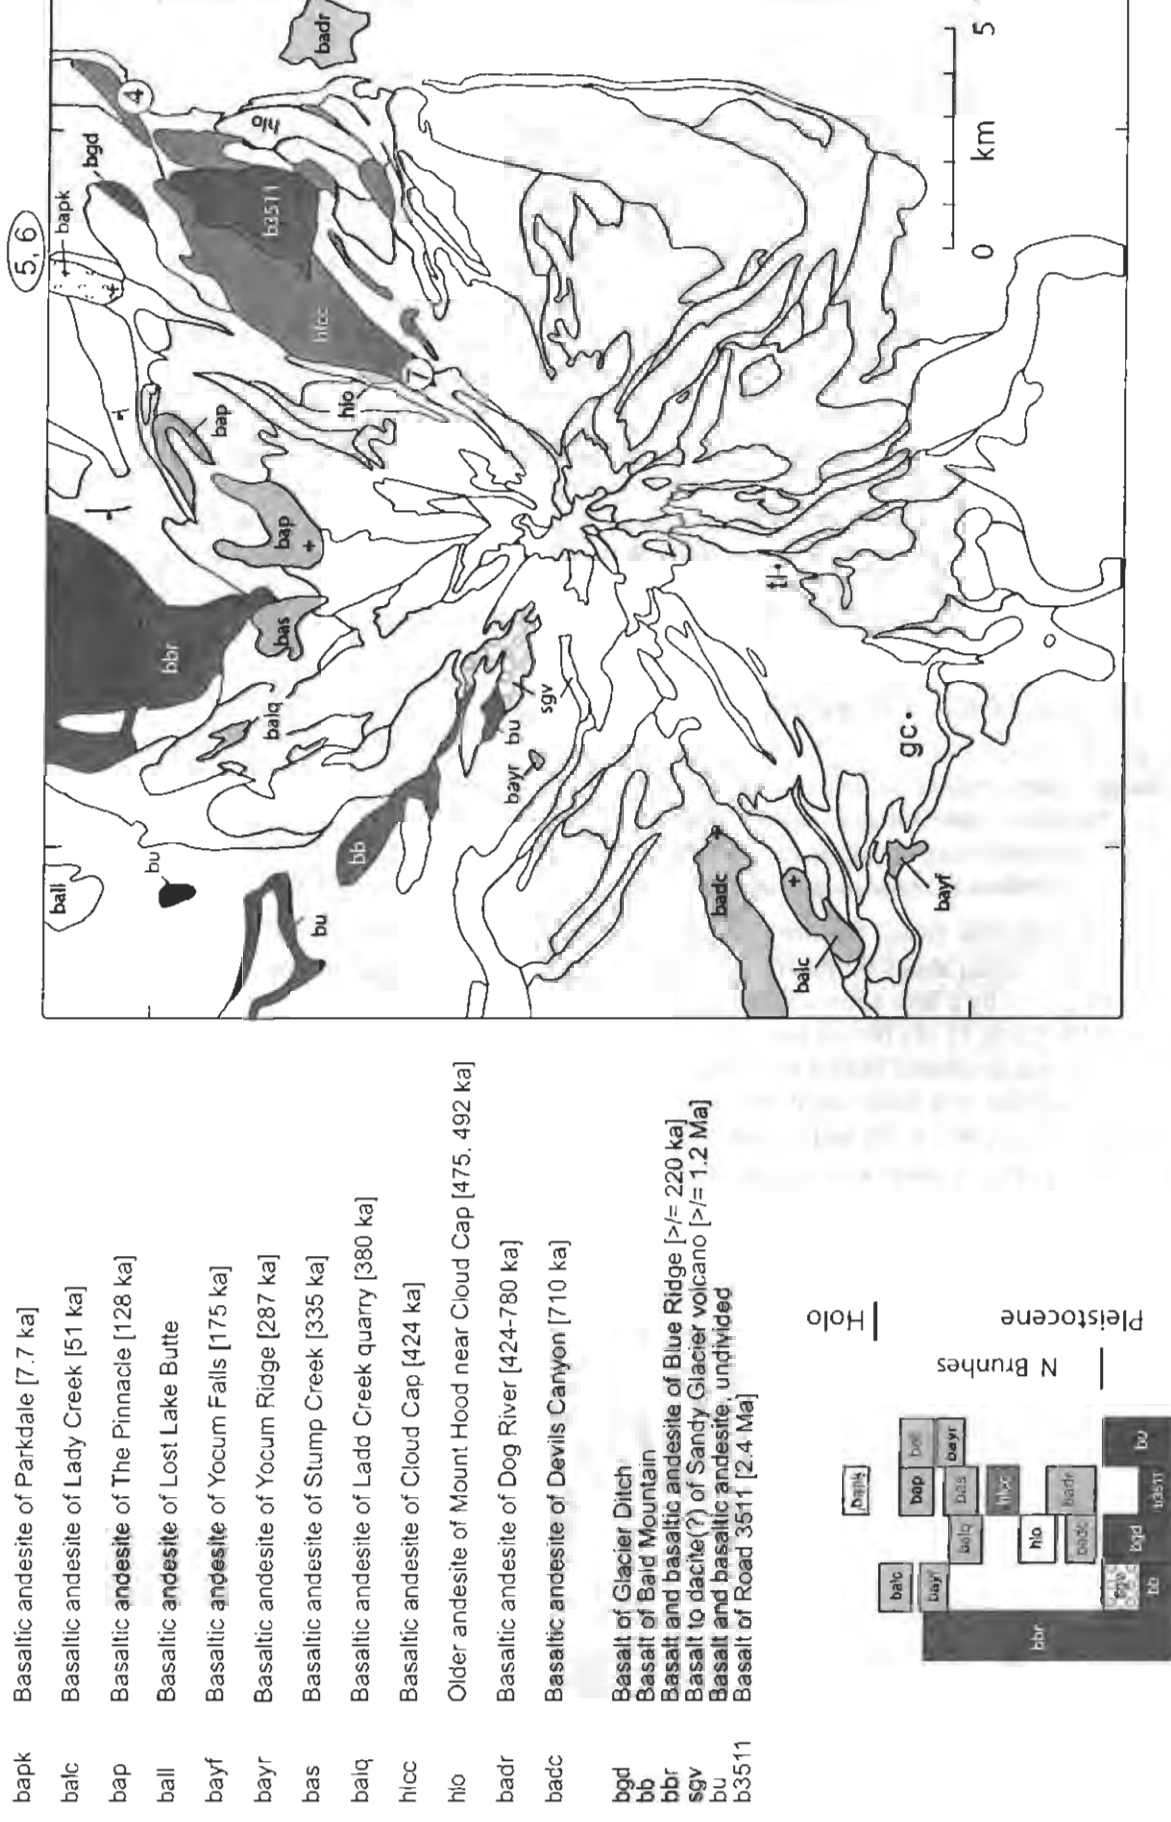 bapk Basaltic andesite of Parkdale [7.7 ka]
balc Basaltic andesite of Lady Creek [51 ka]
bap Basaltic andesite of The Pinnacle [128 ka]
ball Basaltic andesite of Lost Lake Butte
bayf Basaltic andesite of Yocum Falls [175 ka]
bayr Basaltic andesite of Yocum Ridge [287 ka]
bas Basaltic andesite of Stump Creek [335 ka]
balq Basaltic andesite of Ladd Creek quarry [380 ka]
hlcc Basaltic andesite of Cloud Cap [424 ka]
hlo Older andesite of Mount Hood near Cloud Cap [475. 492 ka]
badr Basaltic andesite of Dog River [424-780 ka]
badc Basaltic andesite of Devils Canyon [710 ka]
bgd Basalt of Glacier Ditch
bb Basalt of Bald Mountain
bbr Basalt and basaltic andesite of Blue Ridge [>/= 220 ka]
sgv Basalt to dacite(?) of Sandy Glacier volcano [>/= 1.2 Ma]
bu Basalt and basaltic andesite, undivided
b3511 Basalt of Road 3511 [2.4 Ma]
bapk
balc
bap
ball
bayf
bayr
balq
bas
hlcc
hlo
badc
badr
bbr
sgv
bb
bgd
b3511
bu
Holo
N Brunhes
Pleistocene
5, 6
bapk
bgd
4
badr
hlo
b3511
hlcc
1
hlo
bap
bap
bas
bbr
balq
ball
bu
bu
bb
bu
sgv
bayr
badc
balc
bayf
gc
tl
0 km 5